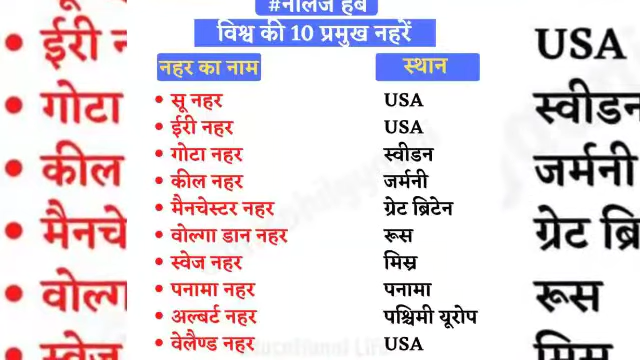 #नॉलेज हब
विश्व की 10 प्रमुख नहरें
नहर का नाम स्थान
• सू नहर USA
• ईरी नहर USA
• गोटा नहर स्वीडन
• कील नहर जर्मनी
• मैनचेस्टर नहर ग्रेट ब्रिटेन
• वोल्गा डान नहर रूस
• स्वेज नहर मिस्र
• पनामा नहर पनामा
• अल्बर्ट नहर पश्चिमी यूरोप
• वेलैण्ड नहर USA